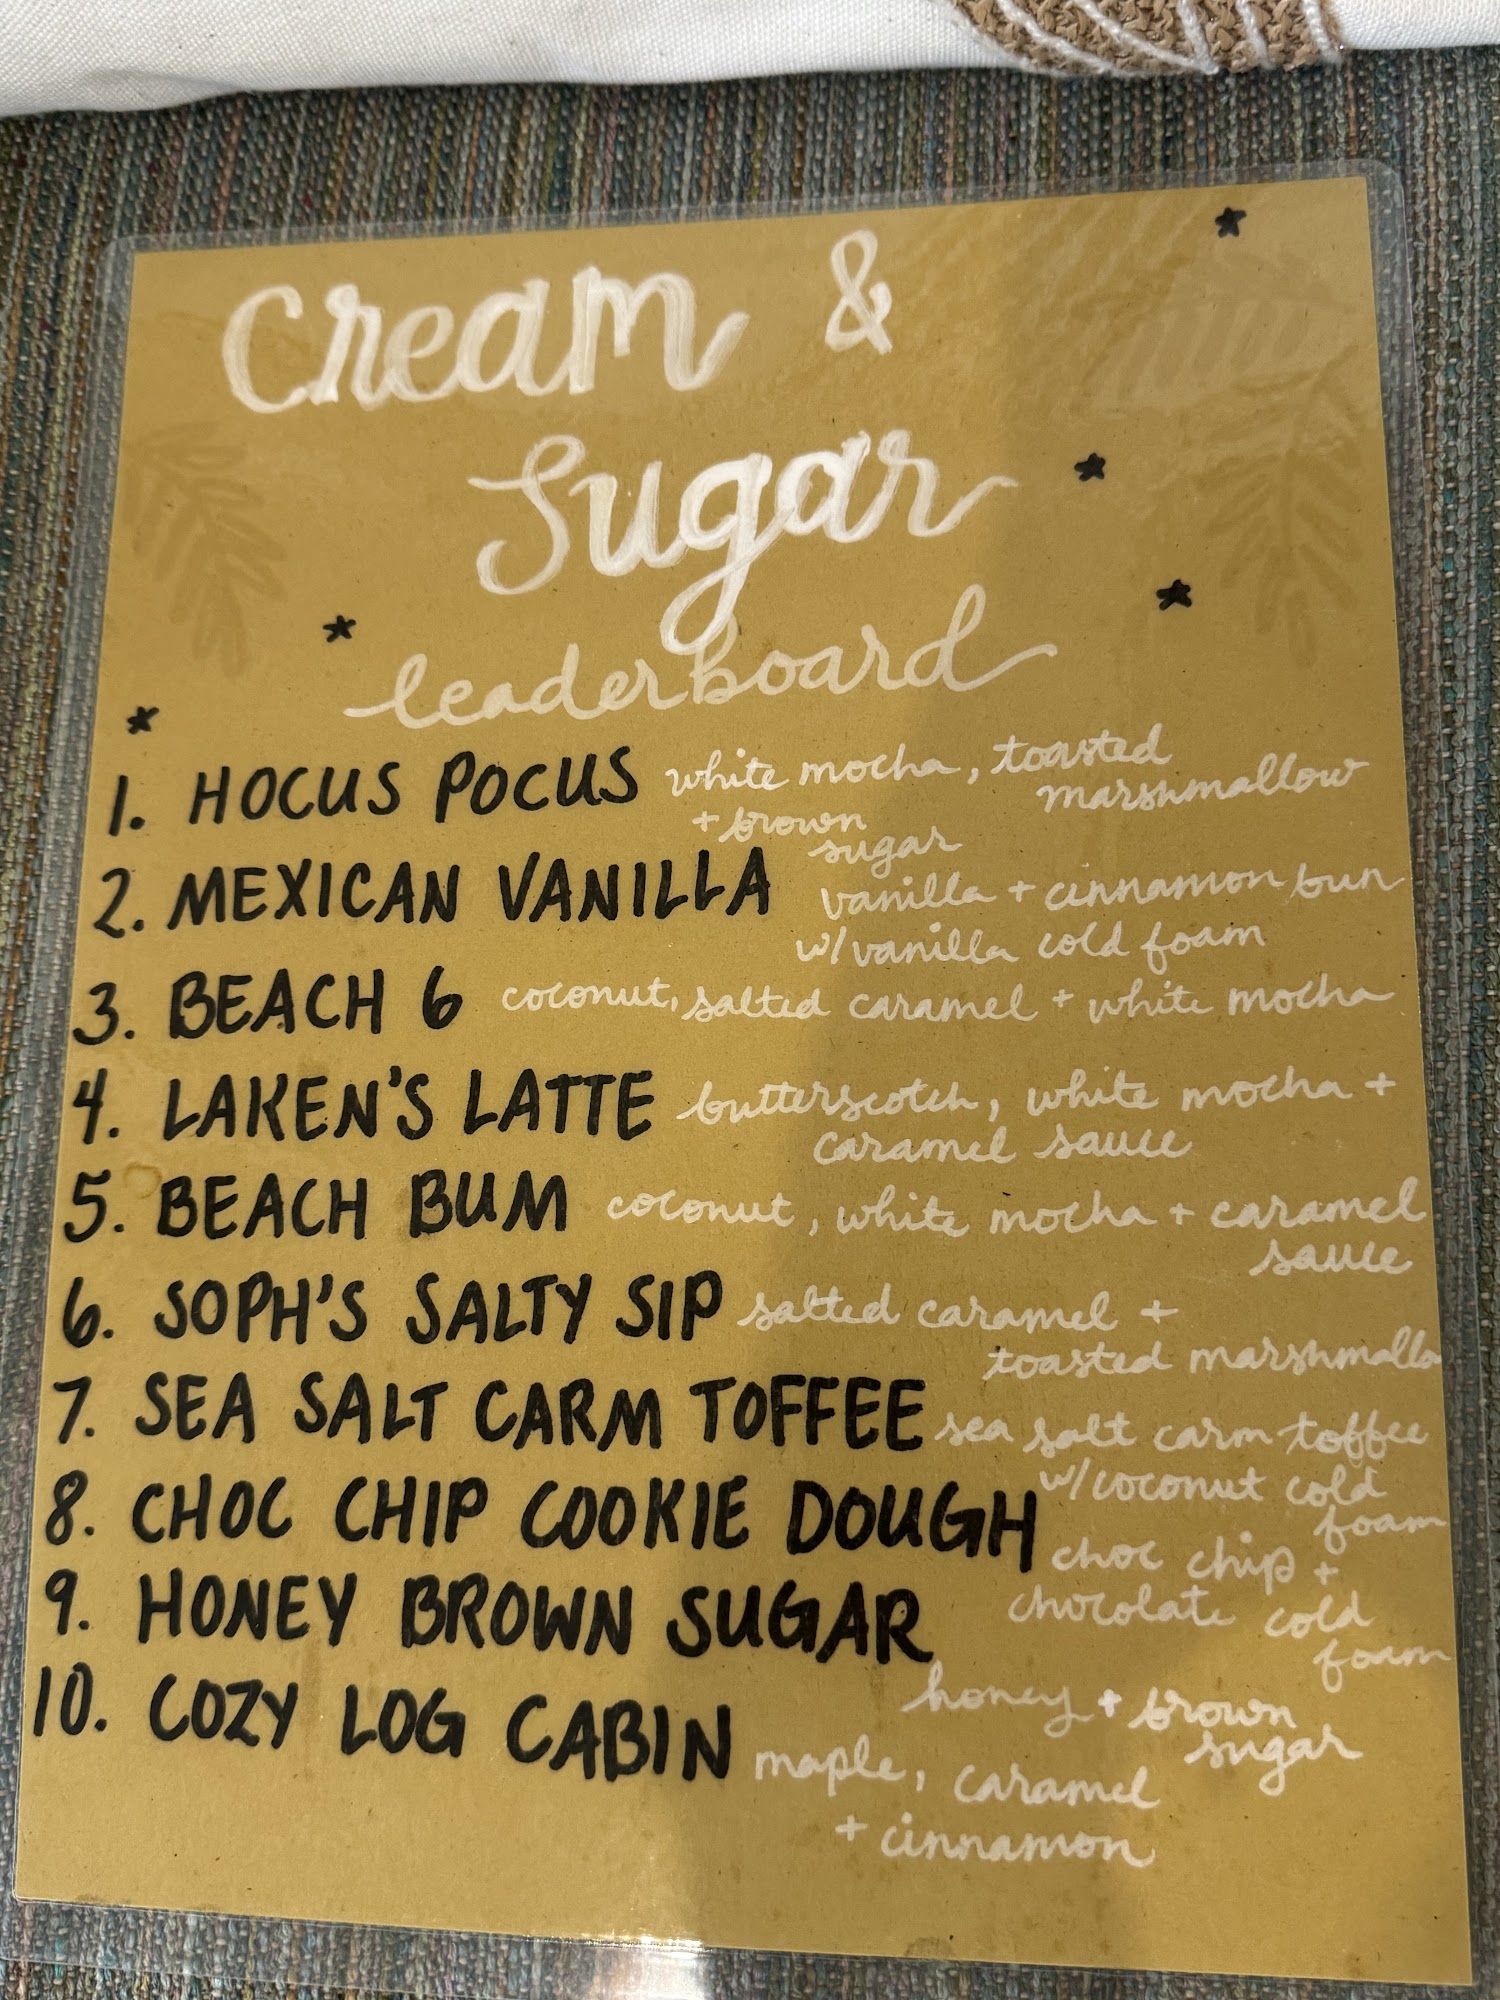 Cream &
Sugar
leaderboard
1. HOCUS POCUS white mocha, toasted
marshmallow
+ brown
sugar
2. MEXICAN VANILLA vanilla + cinnamon bun
w/ vanilla cold foam
3. BEACH 6 coconut, salted caramel + white mocha
4. LAKEN'S LATTE butterscotch, white mocha +
caramel sauce
5. BEACH BUM coconut, white mocha + caramel
sauce
6. SOPH'S SALTY SIP salted caramel +
toasted marshmallo
7. SEA SALT CARM TOFFEE sea salt carm toffee
w/ coconut cold
foam
8. CHOC CHIP COOKIE DOUGH choc chip +
chocolate cold
foam
9. HONEY BROWN SUGAR honey + brown
sugar
10. COZY LOG CABIN maple, caramel
+ cinnamon